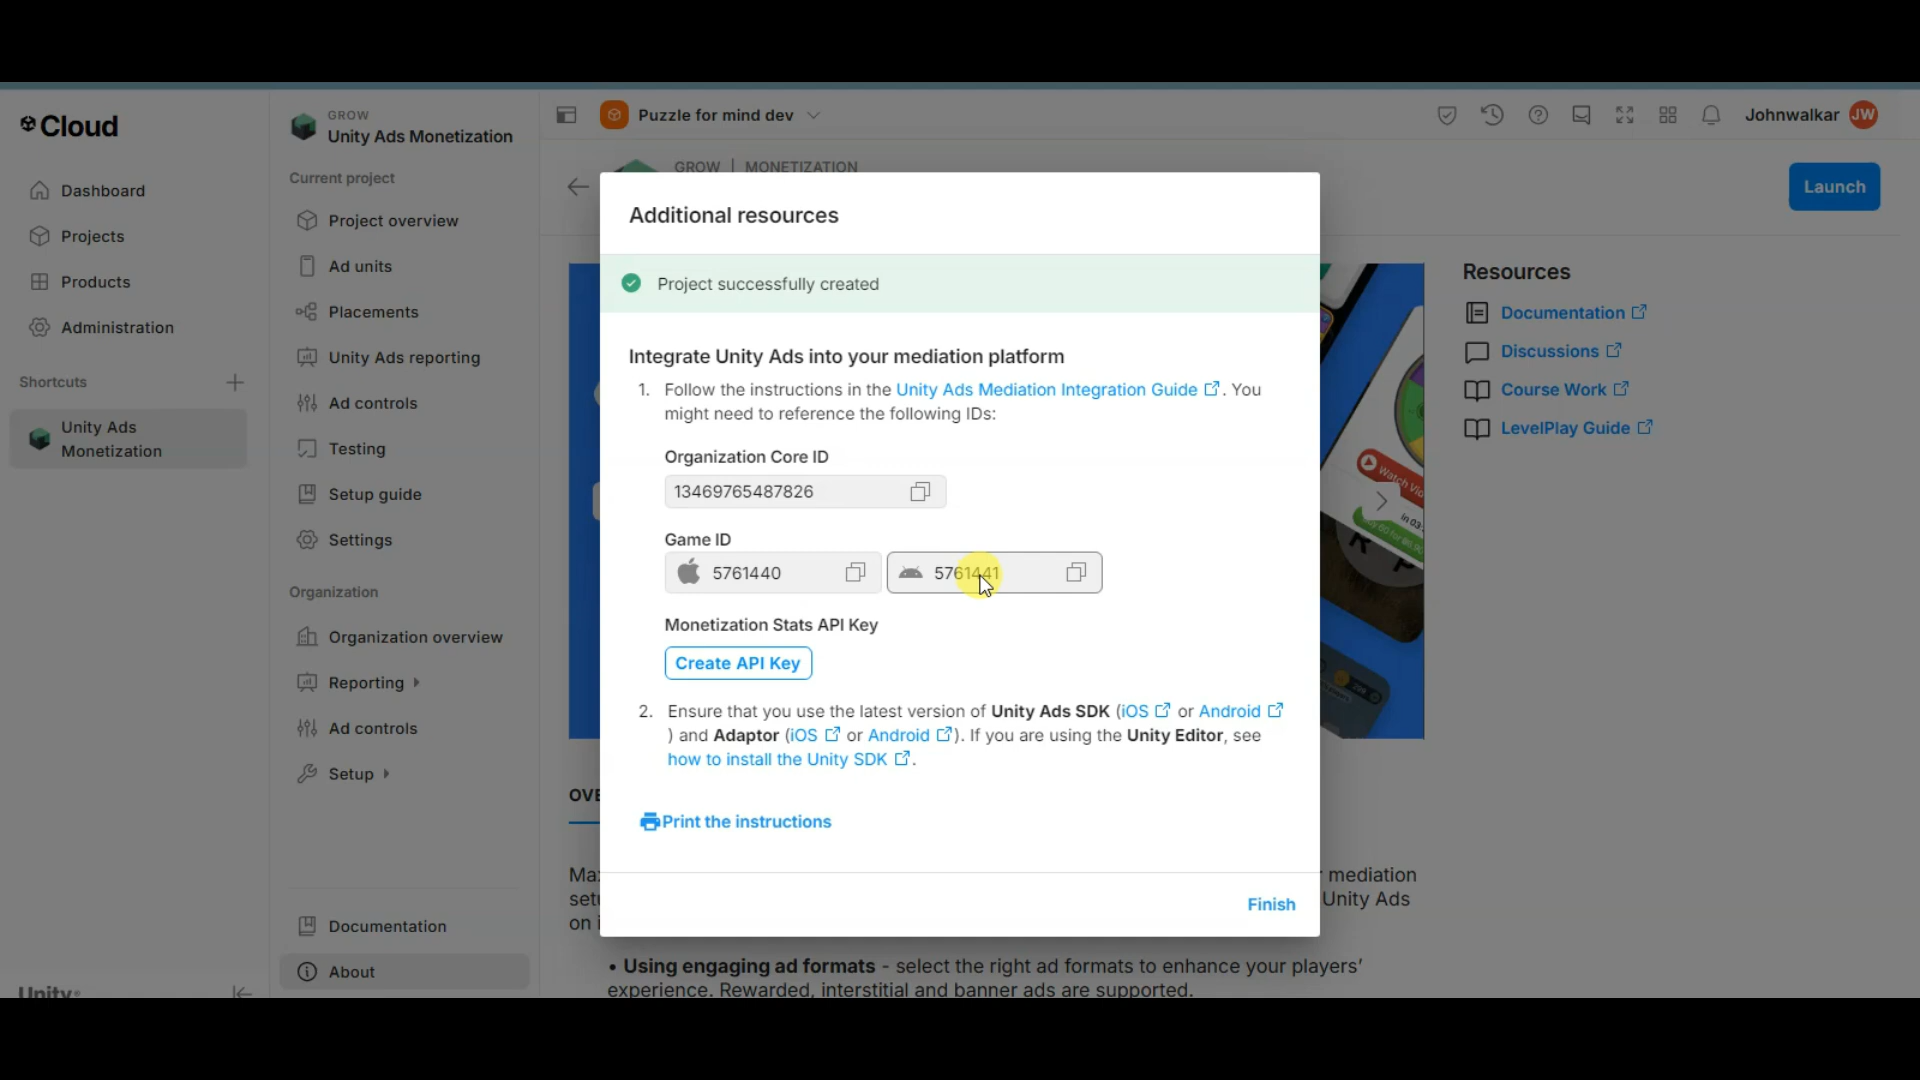 Cloud
Dashboard
Projects
Products
Administration
Shortcuts
Unity Ads
Monetization
Unity
GROW
Unity Ads Monetization
Current project
Project overview
Ad units
Placements
Unity Ads reporting
Ad controls
Testing
Setup guide
Settings
Organization
Organization overview
Reporting
Ad controls
Setup
Documentation
About
Puzzle for mind dev
Johnwalkar JW
GROW | MONETIZATION
Launch
Additional resources
Project successfully created
Integrate Unity Ads into your mediation platform
1. Follow the instructions in the Unity Ads Mediation Integration Guide. You
might need to reference the following IDs:
Organization Core ID
13469765487826
Game ID
5761440 5761441
Monetization Stats API Key
Create API Key
2. Ensure that you use the latest version of Unity Ads SDK (iOS or Android
) and Adaptor (iOS or Android). If you are using the Unity Editor, see
how to install the Unity SDK.
Print the instructions
Finish
Resources
Documentation
Discussions
Course Work
LevelPlay Guide
mediation
Unity Ads
• Using engaging ad formats - select the right ad formats to enhance your players'
experience. Rewarded, interstitial and banner ads are supported.